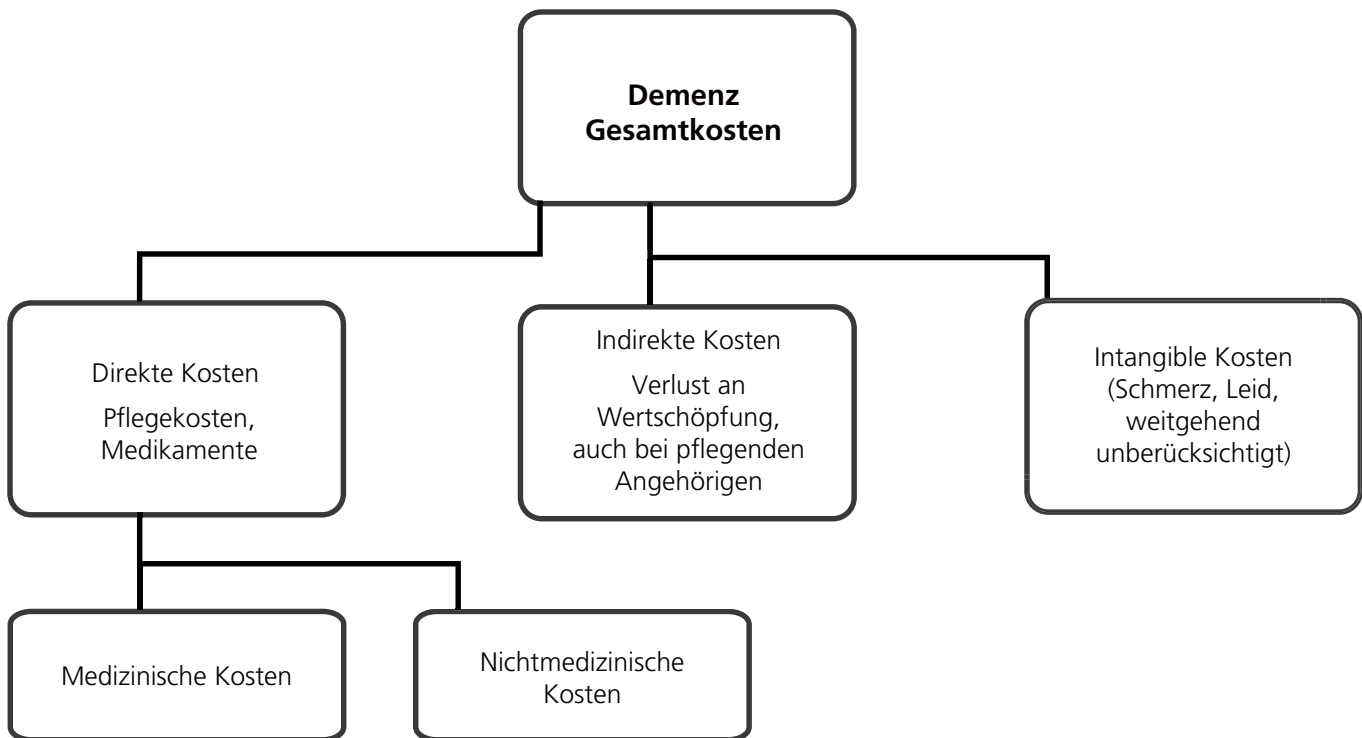 Demenz
Gesamtkosten
Direkte Kosten
Pflegekosten,
Medikamente
Indirekte Kosten
Verlust an
Wertschöpfung,
auch bei pflegenden
Angehörigen
Intangible Kosten
(Schmerz, Leid,
weitgehend
unberücksichtigt)
Medizinische Kosten
Nichtmedizinische
Kosten